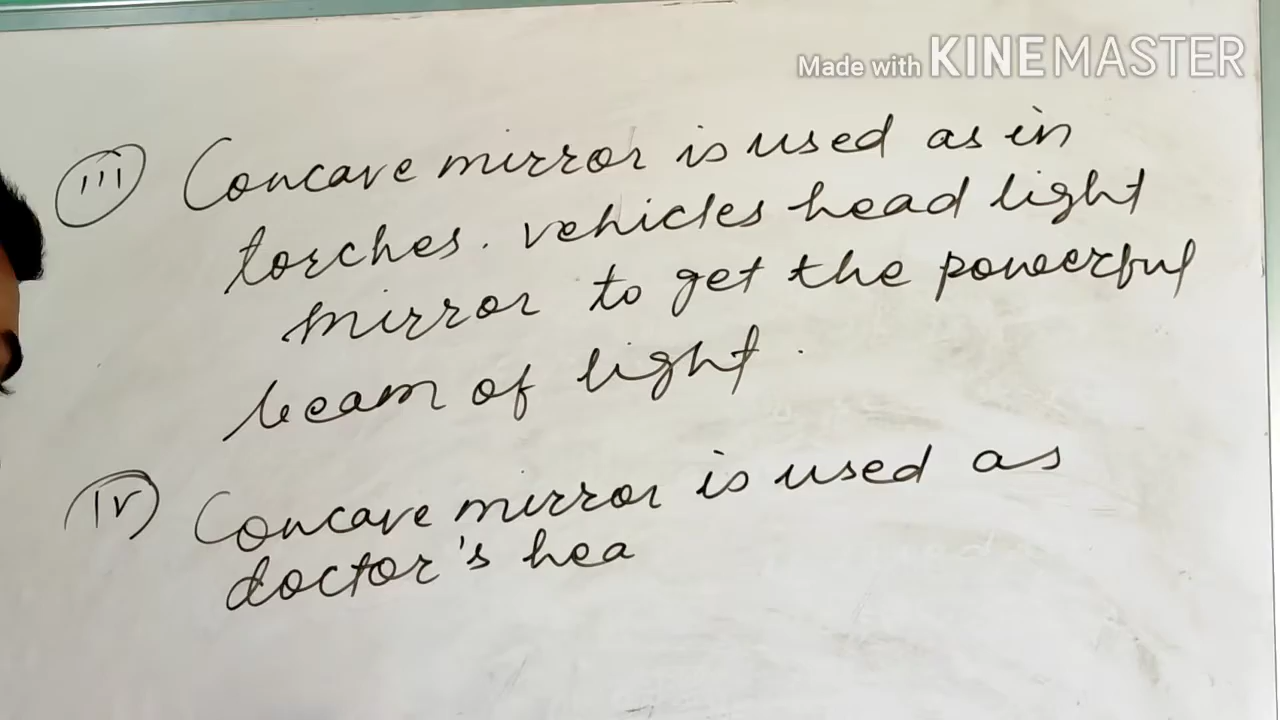 Made with KINEMASTER
(iii) Concave mirror is used as in
torches. vehicles head light
mirror to get the powerful
beam of light.
(iv) Concave mirror is used as
doctor's hea